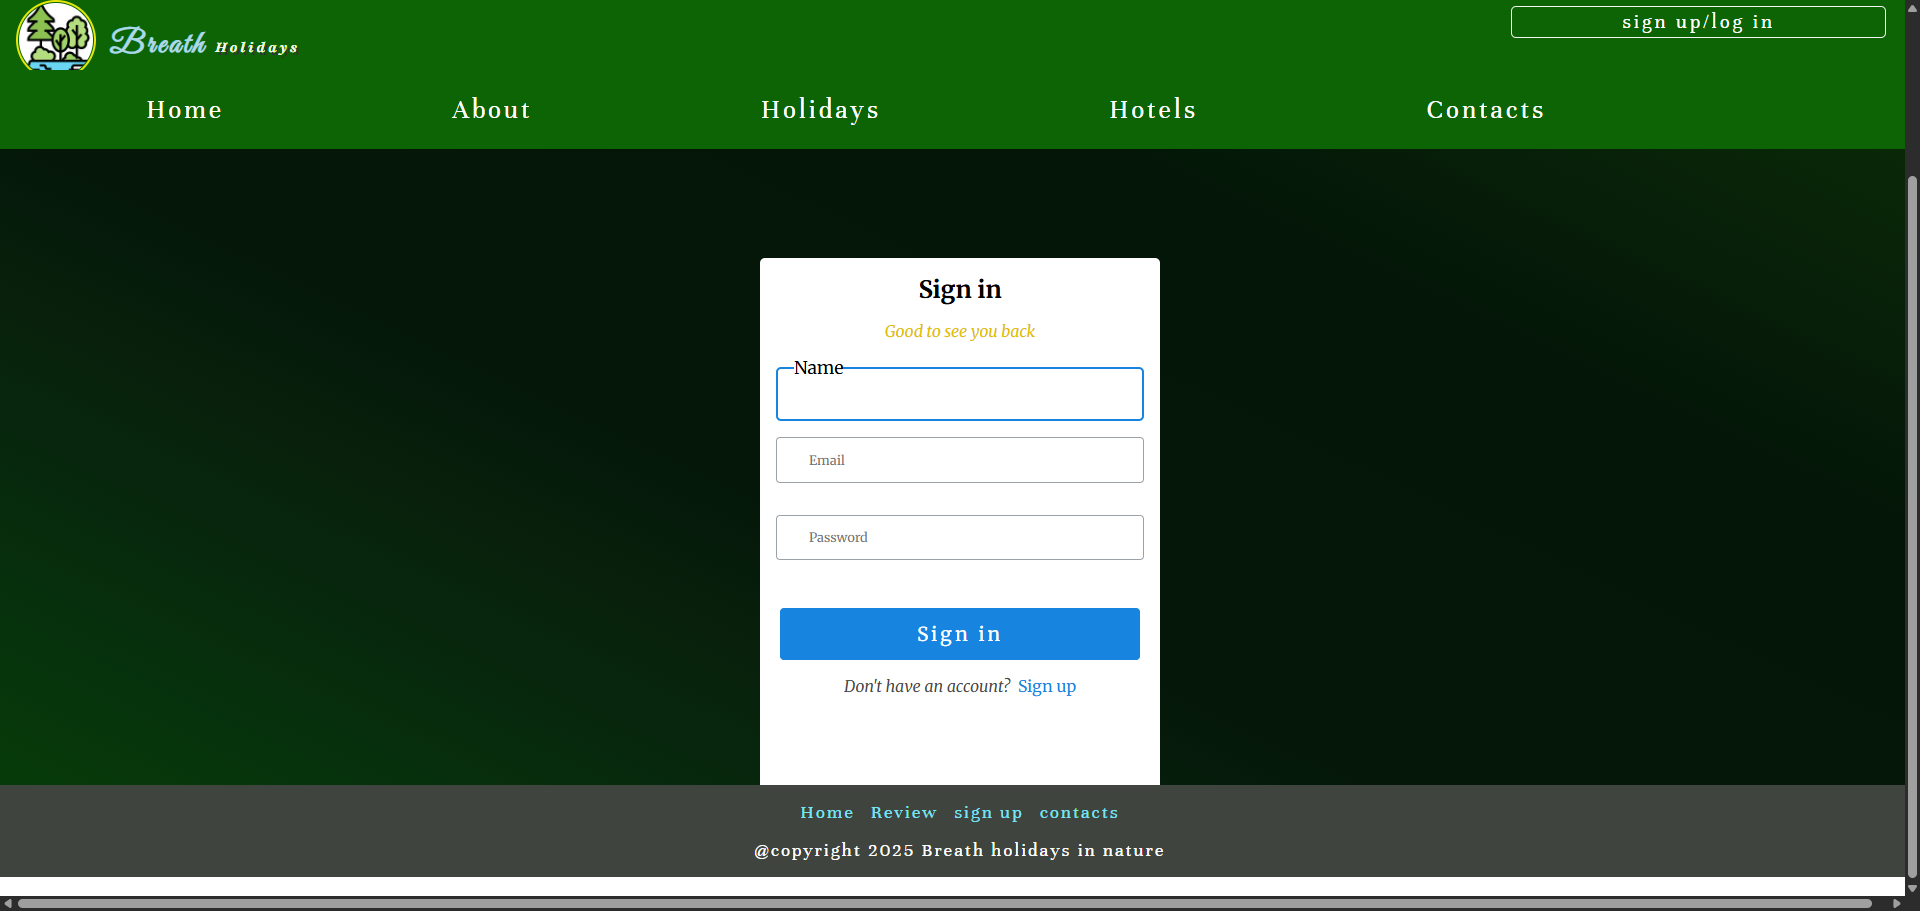 Breath Holidays
sign up/log in
Home About Holidays Hotels Contacts
Sign in
Good to see you back
Name
Email
Password
Sign in
Don't have an account? Sign up
Home Review sign up contacts
@copyright 2025 Breath holidays in nature